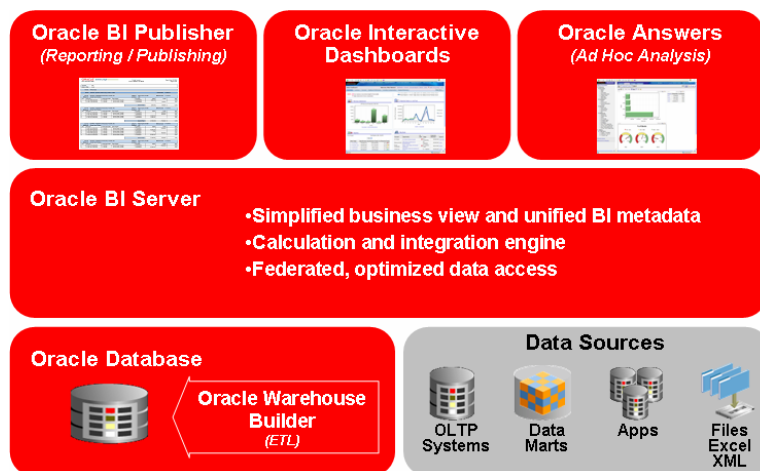 Oracle BI Publisher
(Reporting / Publishing)
Oracle Interactive
Dashboards
Oracle Answers
(Ad Hoc Analysis)
Oracle BI Server
•Simplified business view and unified BI metadata
•Calculation and integration engine
•Federated, optimized data access
Oracle Database
Oracle Warehouse
Builder
(ETL)
Data Sources
OLTP
Systems
Data
Marts
Apps
Files
Excel
XML